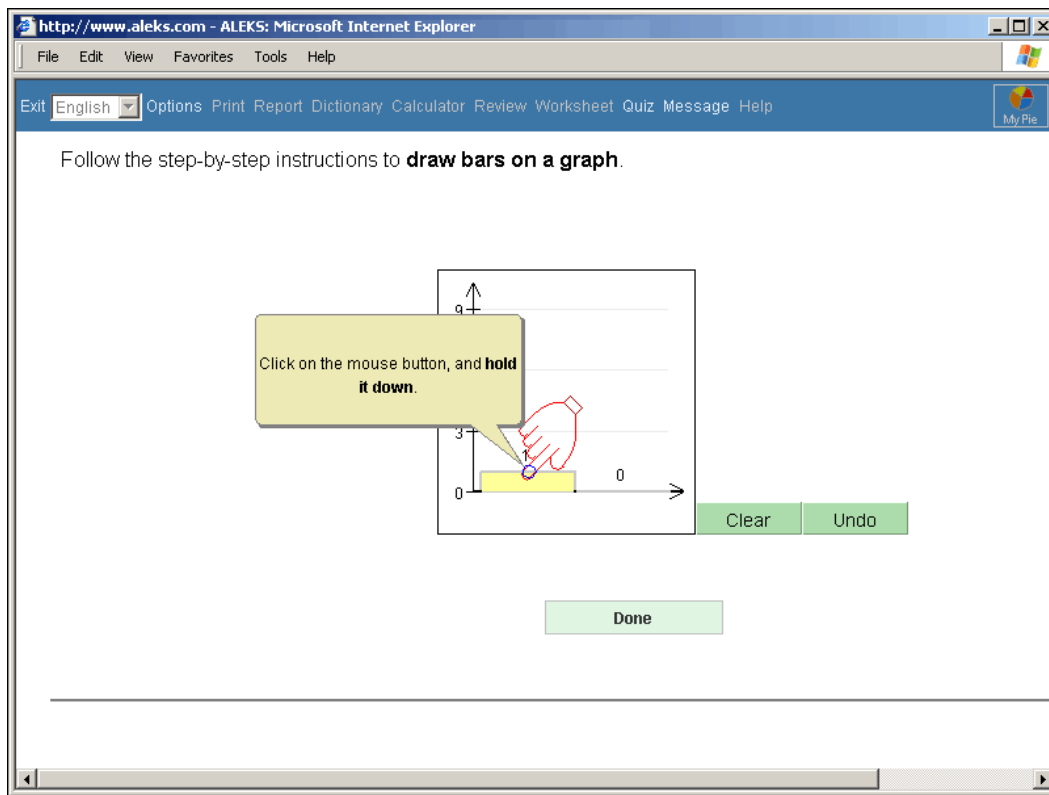 http://www.aleks.com - ALEKS: Microsoft Internet Explorer
File Edit View Favorites Tools Help
Exit English Options Print Report Dictionary Calculator Review Worksheet Quiz Message Help
My Pie
Follow the step-by-step instructions to draw bars on a graph.
9
Click on the mouse button, and hold
it down.
3
1
0
0
Clear Undo
Done